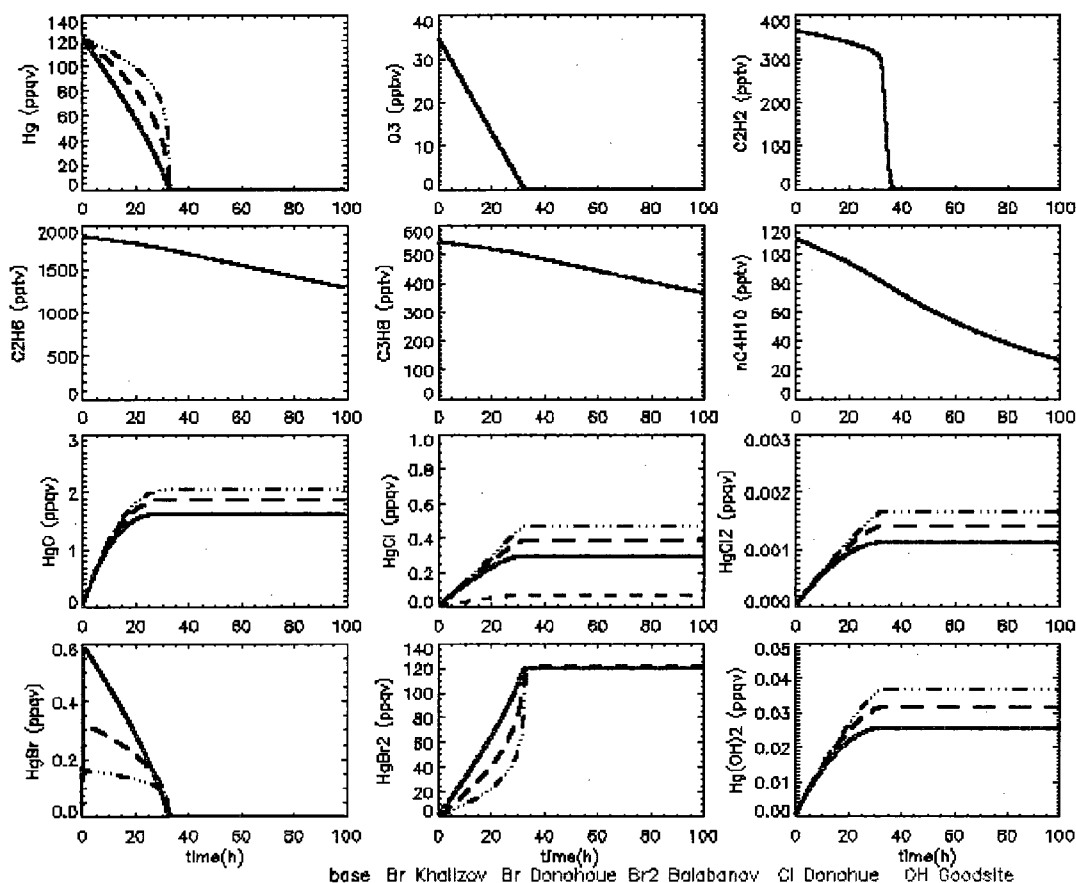 Hg (ppqv)
140
120
100
80
60
40
20
0
0 20 40 60 80 100
O3 (ppbv)
40
30
20
10
0
0 20 40 60 80 100
C2H2 (pptv)
400
300
200
100
0
0 20 40 60 80 100
C2H6 (pptv)
2000
1500
1000
500
0
0 20 40 60 80 100
C3H8 (pptv)
600
500
400
300
200
100
0
0 20 40 60 80 100
nC4H10 (pptv)
120
100
80
60
40
20
0
0 20 40 60 80 100
HgO (ppqv)
3
2
1
0
0 20 40 60 80 100
HgCl (ppqv)
1.0
0.8
0.6
0.4
0.2
0.0
0 20 40 60 80 100
HgCl2 (ppqv)
0.003
0.002
0.001
0.000
0 20 40 60 80 100
HgBr (ppqv)
0.6
0.4
0.2
0.0
0 20 40 60 80 100
time(h)
HgBr2 (ppqv)
140
120
100
80
60
40
20
0
0 20 40 60 80 100
time(h)
Hg(OH)2 (ppqv)
0.05
0.04
0.03
0.02
0.01
0.00
0 20 40 60 80 100
time(h)
base Br Khalizov Br Donohoue Br2 Balabanov Cl Donohue OH Goodsite